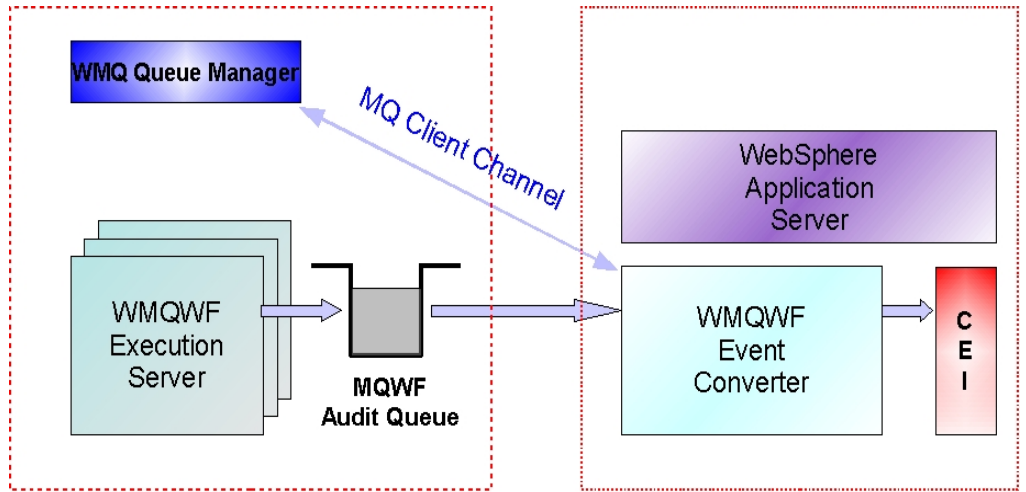 WMQ Queue Manager
MQ Client Channel
WebSphere
Application
Server
WMQWF
Execution
Server
MQWF
Audit Queue
WMQWF
Event
Converter
C
E
I